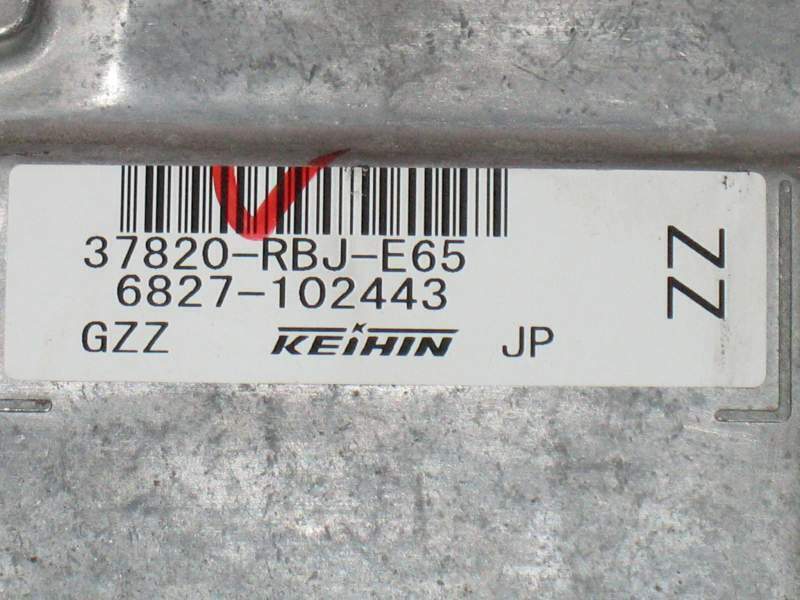 37820-RBJ-E65
6827-102443
GZZ KEIHIN JP
ZZ